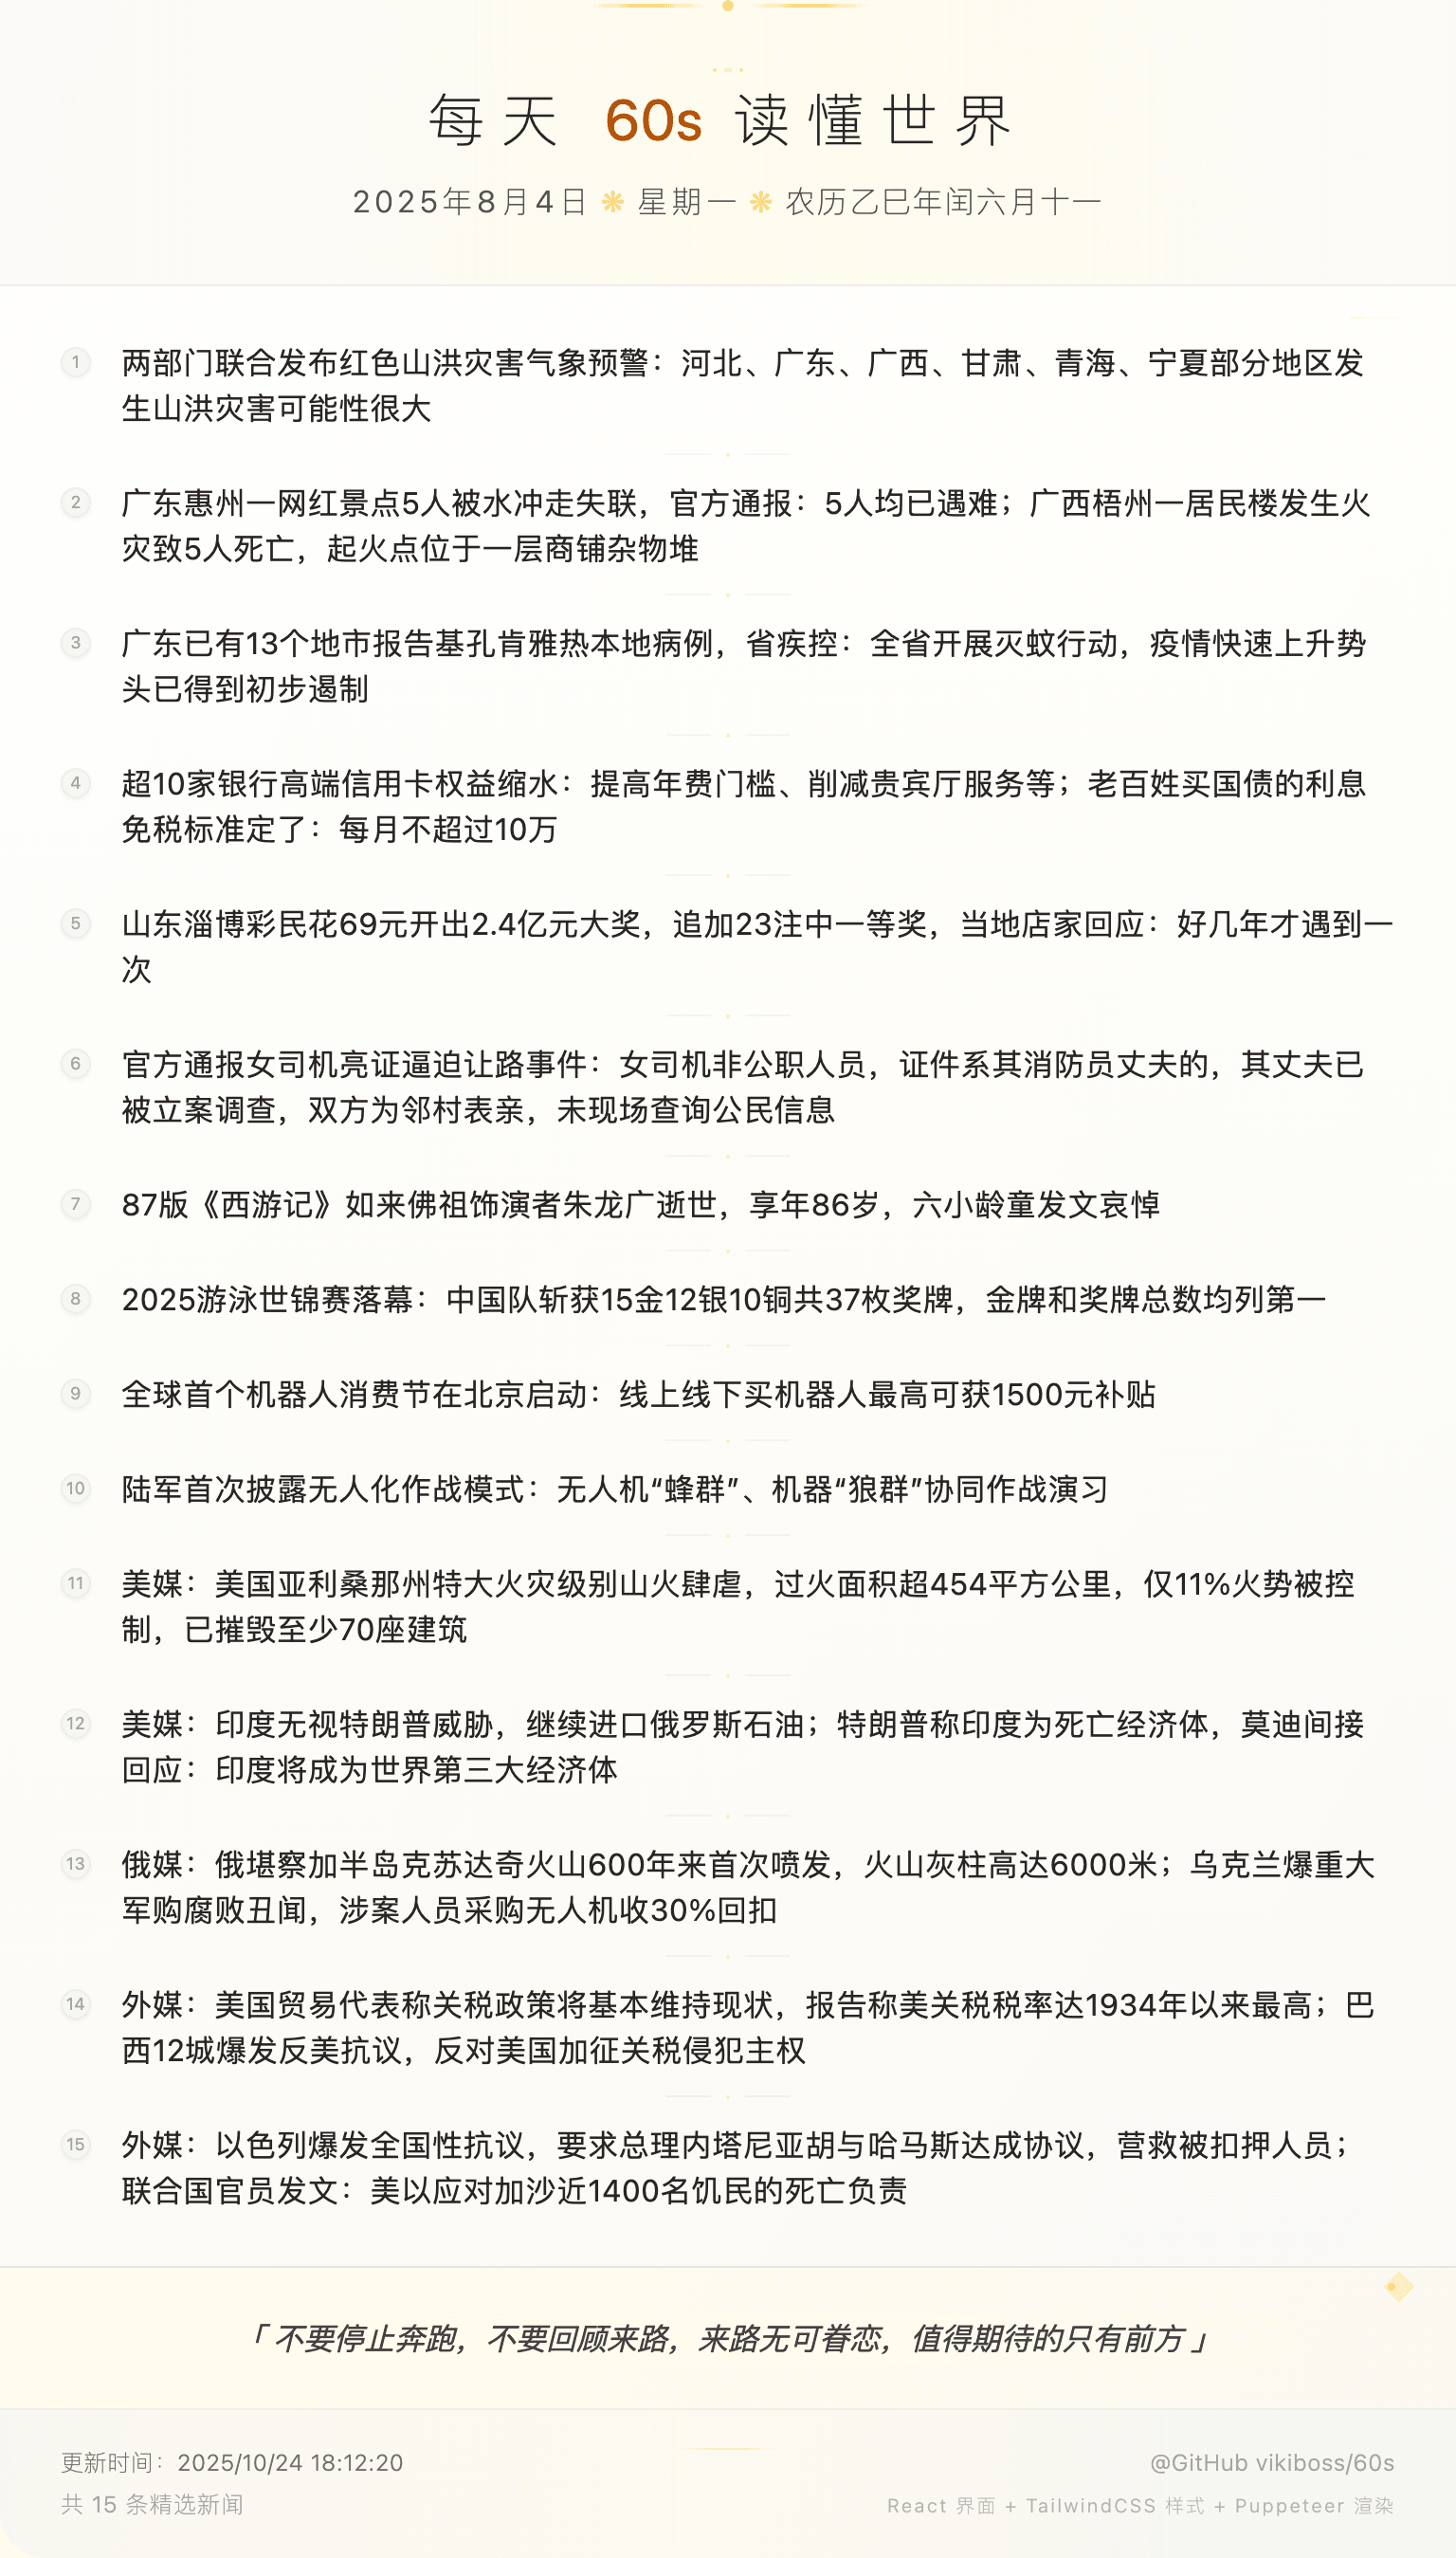 每天 60s 读懂世界
2025年8月4日 ❋ 星期一 ❋ 农历乙巳年闰六月十一
1 两部门联合发布红色山洪灾害气象预警：河北、广东、广西、甘肃、青海、宁夏部分地区发
生山洪灾害可能性很大
2 广东惠州一网红景点5人被水冲走失联，官方通报：5人均已遇难；广西梧州一居民楼发生火
灾致5人死亡，起火点位于一层商铺杂物堆
3 广东已有13个地市报告基孔肯雅热本地病例，省疾控：全省开展灭蚊行动，疫情快速上升势
头已得到初步遏制
4 超10家银行高端信用卡权益缩水：提高年费门槛、削减贵宾厅服务等；老百姓买国债的利息
免税标准定了：每月不超过10万
5 山东淄博彩民花69元开出2.4亿元大奖，追加23注中一等奖，当地店家回应：好几年才遇到一
次
6 官方通报女司机亮证逼迫让路事件：女司机非公职人员，证件系其消防员丈夫的，其丈夫已
被立案调查，双方为邻村表亲，未现场查询公民信息
7 87版《西游记》如来佛祖饰演者朱龙广逝世，享年86岁，六小龄童发文哀悼
8 2025游泳世锦赛落幕：中国队斩获15金12银10铜共37枚奖牌，金牌和奖牌总数均列第一
9 全球首个机器人消费节在北京启动：线上线下买机器人最高可获1500元补贴
10 陆军首次披露无人化作战模式：无人机“蜂群”、机器“狼群”协同作战演习
11 美媒：美国亚利桑那州特大火灾级别山火肆虐，过火面积超454平方公里，仅11%火势被控
制，已摧毁至少70座建筑
12 美媒：印度无视特朗普威胁，继续进口俄罗斯石油；特朗普称印度为死亡经济体，莫迪间接
回应：印度将成为世界第三大经济体
13 俄媒：俄堪察加半岛克苏达奇火山600年来首次喷发，火山灰柱高达6000米；乌克兰爆重大
军购腐败丑闻，涉案人员采购无人机收30%回扣
14 外媒：美国贸易代表称关税政策将基本维持现状，报告称美关税税率达1934年以来最高；巴
西12城爆发反美抗议，反对美国加征关税侵犯主权
15 外媒：以色列爆发全国性抗议，要求总理内塔尼亚胡与哈马斯达成协议，营救被扣押人员；
联合国官员发文：美以应对加沙近1400名饥民的死亡负责
「 不要停止奔跑，不要回顾来路，来路无可眷恋，值得期待的只有前方 」
更新时间：2025/10/24 18:12:20
@GitHub vikiboss/60s
共 15 条精选新闻
React 界面 + TailwindCSS 样式 + Puppeteer 渲染